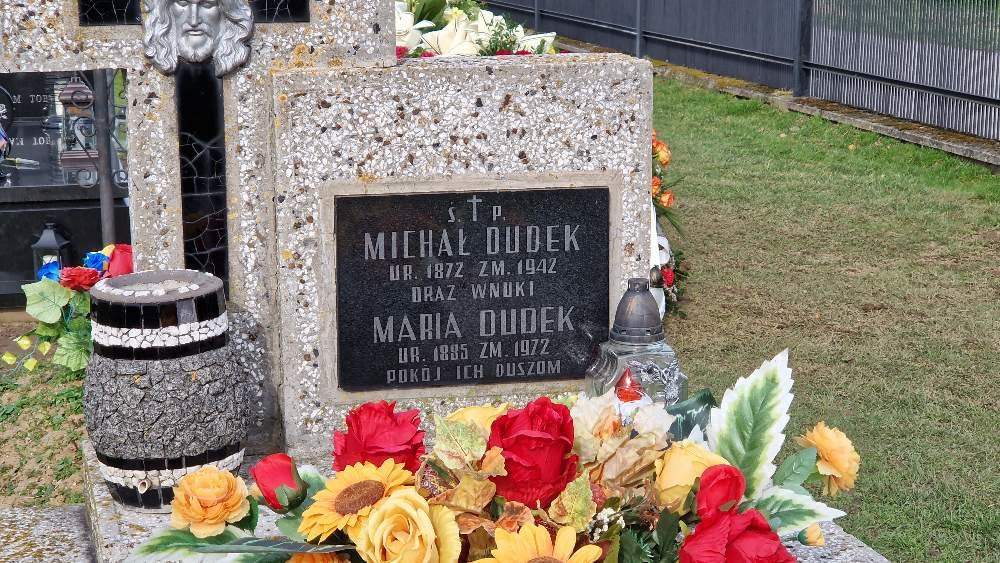 Ś † P.
MICHAŁ DUDEK
UR. 1872 ZM. 1942
ORAZ WNUKI
MARIA DUDEK
UR. 1885 ZM. 1972
POKÓJ ICH DUSZOM